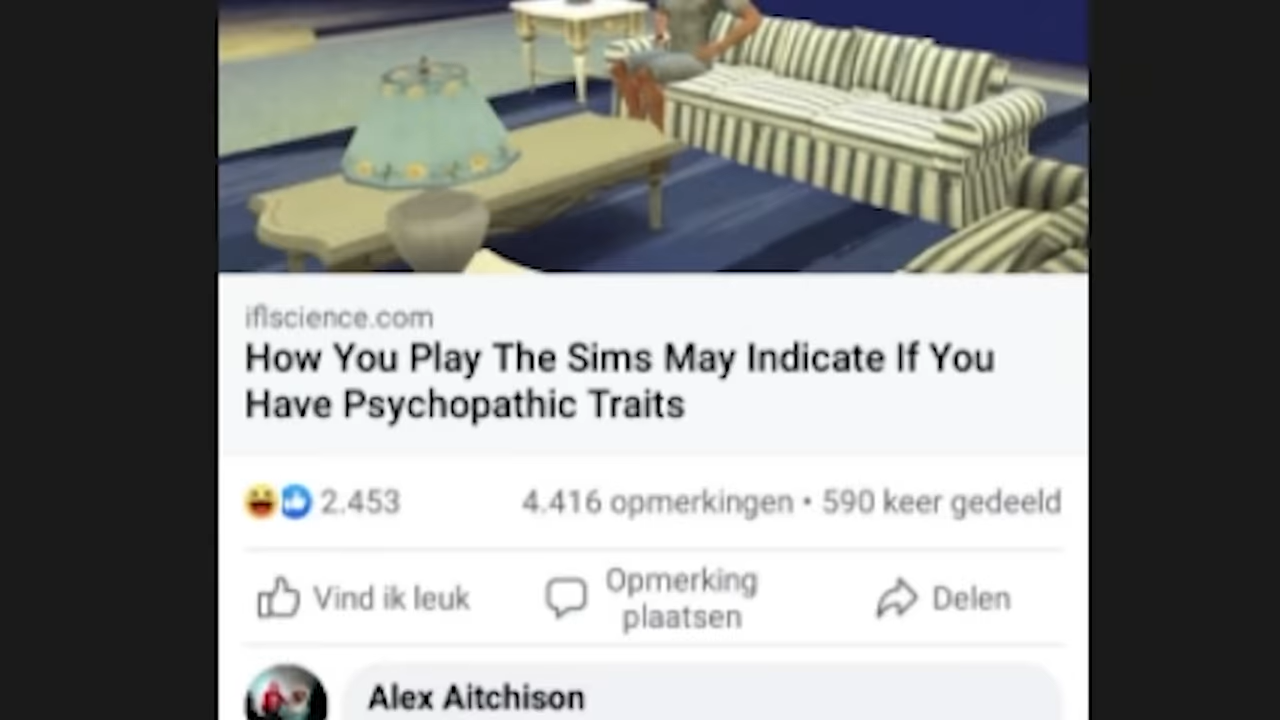 iflscience.com
How You Play The Sims May Indicate If You
Have Psychopathic Traits
2.453 4.416 opmerkingen • 590 keer gedeeld
Vind ik leuk Opmerking plaatsen Delen
Alex Aitchison